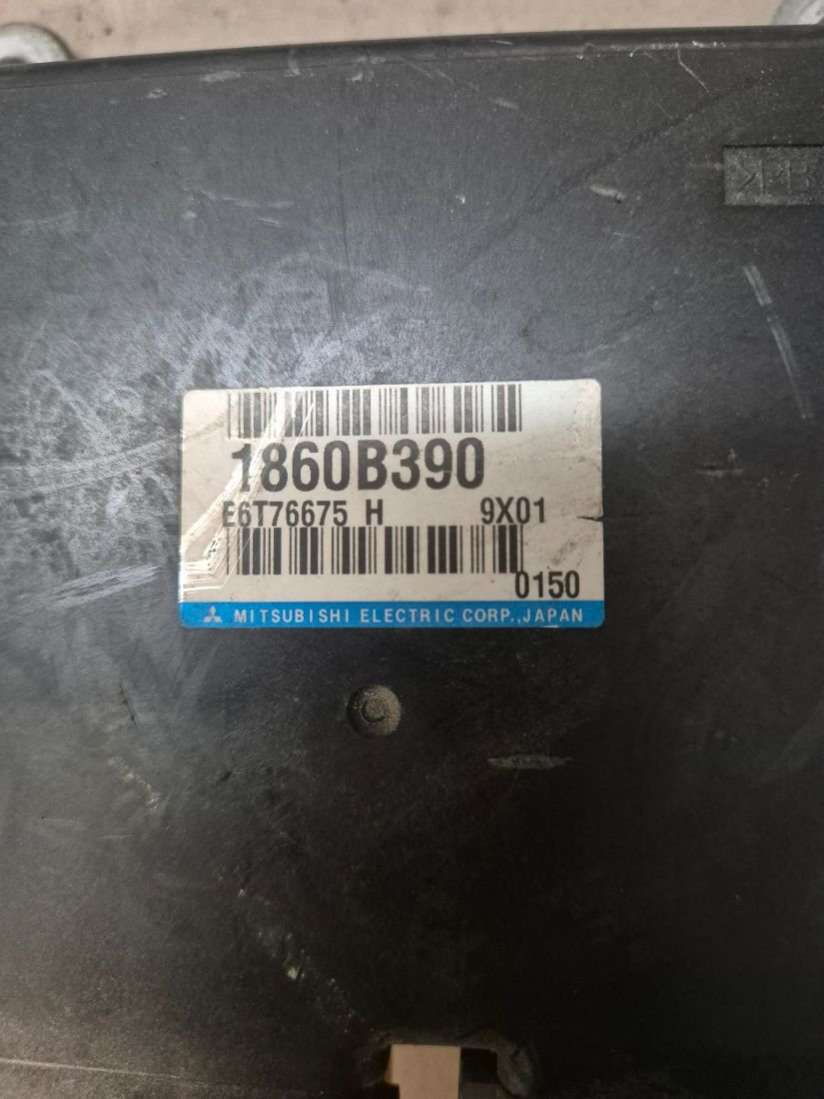 1860B390
E6T76675 H 9X01
0150
MITSUBISHI ELECTRIC CORP.,JAPAN